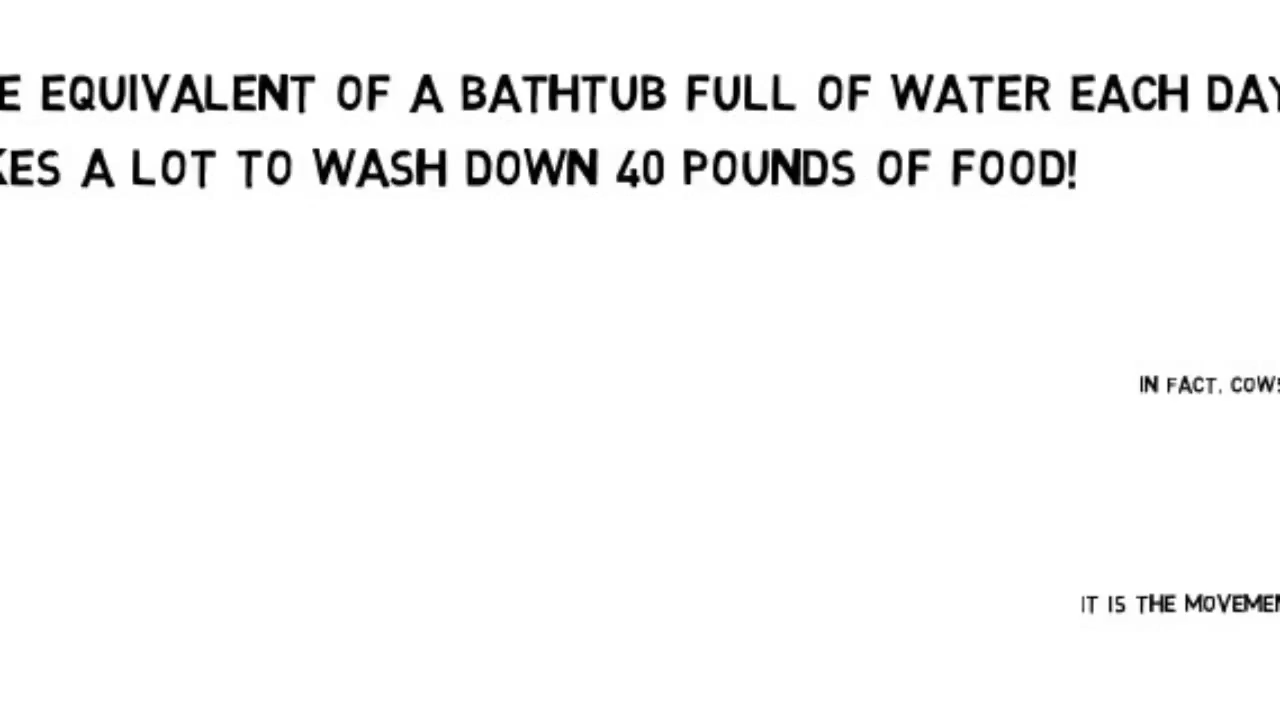 E EQUIVALENT OF A BATHTUB FULL OF WATER EACH DAY
KES A LOT TO WASH DOWN 40 POUNDS OF FOOD!
IN FACT, COWS
IT IS THE MOVEMEN